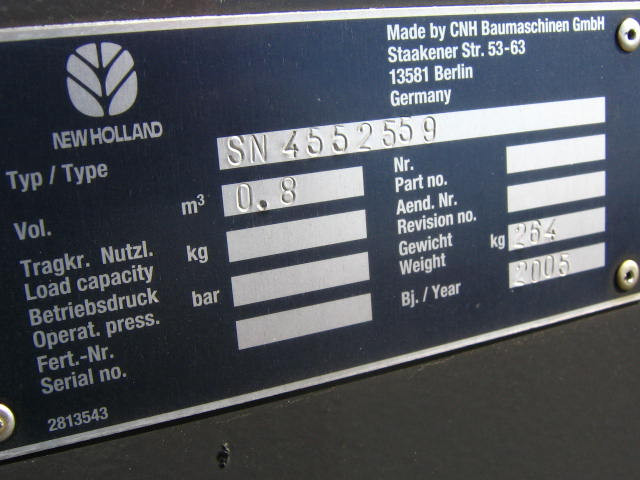 Made by CNH Baumaschinen GmbH
Staakener Str. 53-63
13581 Berlin
Germany
NEW HOLLAND
Typ / Type SN 4552559
Vol. m³ 0.8
Tragkr. Nutzl. kg
Load capacity
Betriebsdruck bar
Operat. press.
Fert.-Nr.
Serial no.
Nr.
Part no.
Aend. Nr.
Revision no.
Gewicht kg 264
Weight
Bj. / Year 2005
2813543